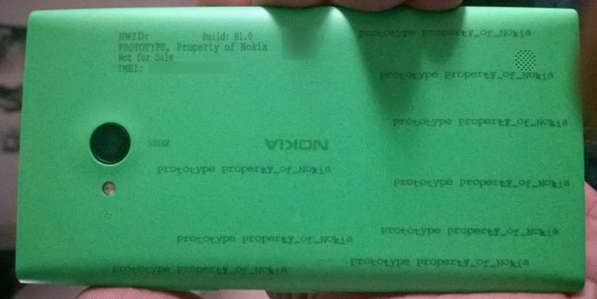 HWID: Build: B1.0
PROTOTYPE, Property of Nokia
Not for Sale
IMEI:
Prototype Property_of_Nokia
Prototype Property_of_Nokia
Prototype Property_of_Nokia
NOKIA
ZEISS
Prototype Property_of_Nokia
Prototype Property_of_Nokia
Prototype Property_of_Nokia
Prototype Property_of_Nokia
Prototype Property_of_Nokia
Prototype Property_of_Nokia